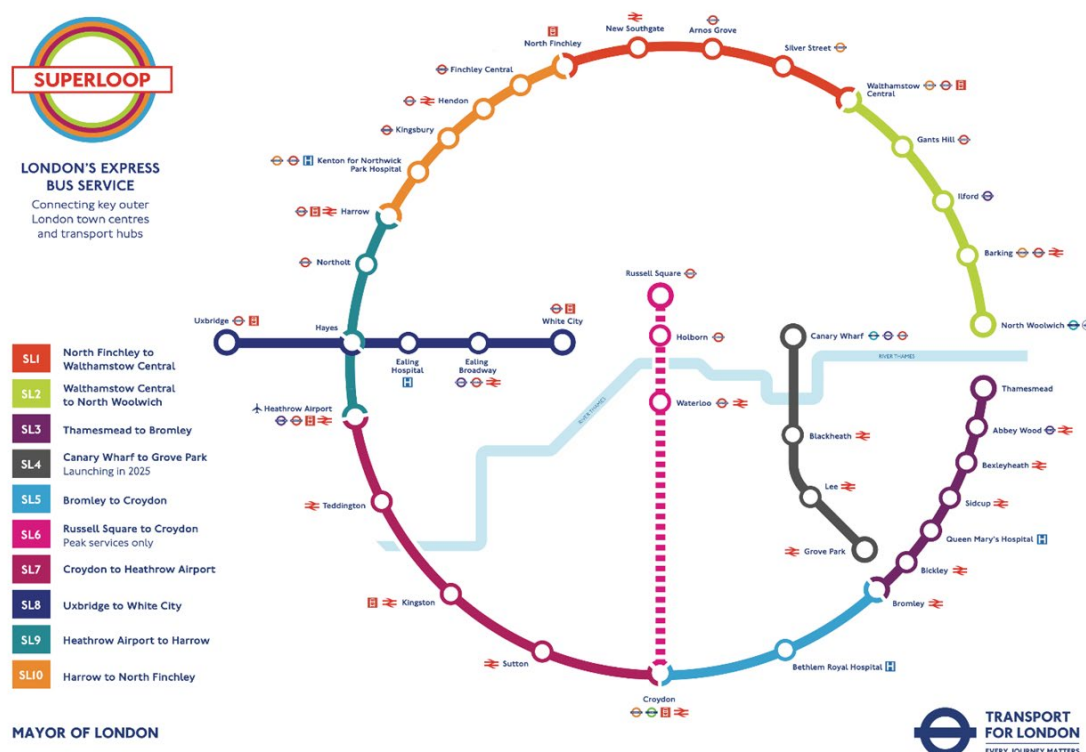 SUPERLOOP
LONDON'S EXPRESS
BUS SERVICE
Connecting key outer
London town centres
and transport hubs
SL1
North Finchley to
Walthamstow Central
SL2
Walthamstow Central
to North Woolwich
SL3
Thamesmead to Bromley
SL4
Canary Wharf to Grove Park
Launching in 2025
SL5
Bromley to Croydon
SL6
Russell Square to Croydon
Peak services only
SL7
Croydon to Heathrow Airport
SL8
Uxbridge to White City
SL9
Heathrow Airport to Harrow
SL10
Harrow to North Finchley
MAYOR OF LONDON
North Finchley
New Southgate
Arnos Grove
Silver Street
Walthamstow
Central
Gants Hill
Ilford
Barking
North Woolwich
Finchley Central
Hendon
Kingsbury
Kenton for Northwick
Park Hospital
H
Harrow
Northolt
Uxbridge
Hayes
Ealing
Hospital
H
Ealing
Broadway
White City
Heathrow Airport
Teddington
Kingston
Sutton
Croydon
Russell Square
Holborn
Waterloo
RIVER THAMES
RIVER THAMES
Canary Wharf
Blackheath
Lee
Grove Park
Thamesmead
Abbey Wood
Bexleyheath
Sidcup
Queen Mary's Hospital
H
Bickley
Bromley
Bethlem Royal Hospital
H
TRANSPORT
FOR LONDON
EVERY JOURNEY MATTERS